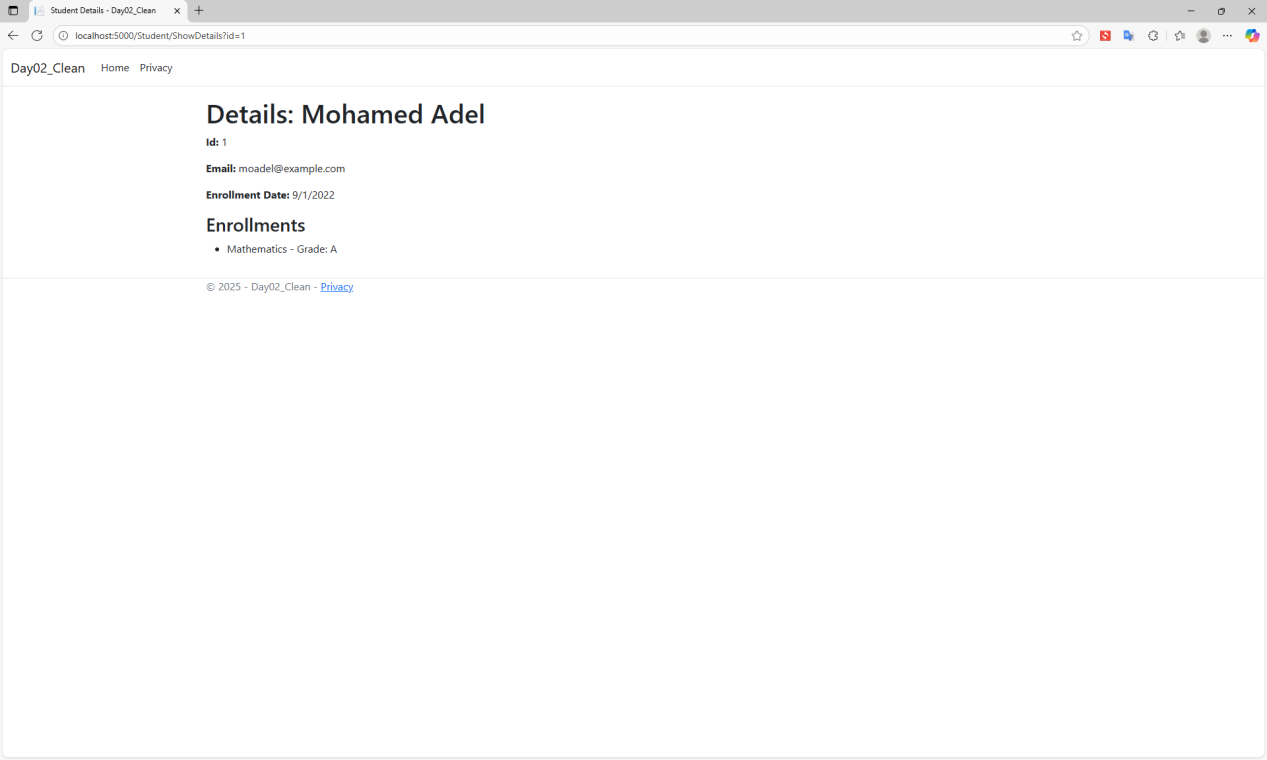 Student Details - Day02_Clean
localhost:5000/Student/ShowDetails?id=1
Day02_Clean Home Privacy
Details: Mohamed Adel
Id: 1
Email: moadel@example.com
Enrollment Date: 9/1/2022
Enrollments
• Mathematics - Grade: A
© 2025 - Day02_Clean - Privacy